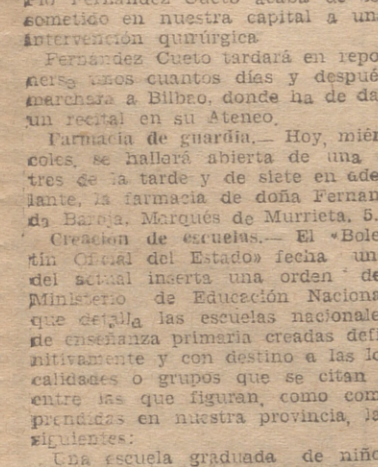 Fernández Cueto acaba de
sometido en nuestra capital a un
intervención quirúrgica
Fernández Cueto tardará en repo
nerse unos cuantos días y despué
marchará a Bilbao, donde ha de da
un recital en su Ateneo.
Farmacia de guardia.— Hoy, miér
coles, se hallará abierta de una
tres de la tarde y de siete en ade
lante, la farmacia de doña Fernan
da Baroja, Marqués de Murrieta, 5.
Creación de escuelas.— El «Bole
tín Oficial del Estado» fecha un
del actual inserta una orden de
Ministerio de Educación Naciona
que detalla las escuelas nacionale
de enseñanza primaria creadas defi
nitivamente y con destino a las lo
calidades o grupos que se citan
entre las que figuran, como com
prendidas en nuestra provincia, la
siguientes:
Una escuela graduada de niño